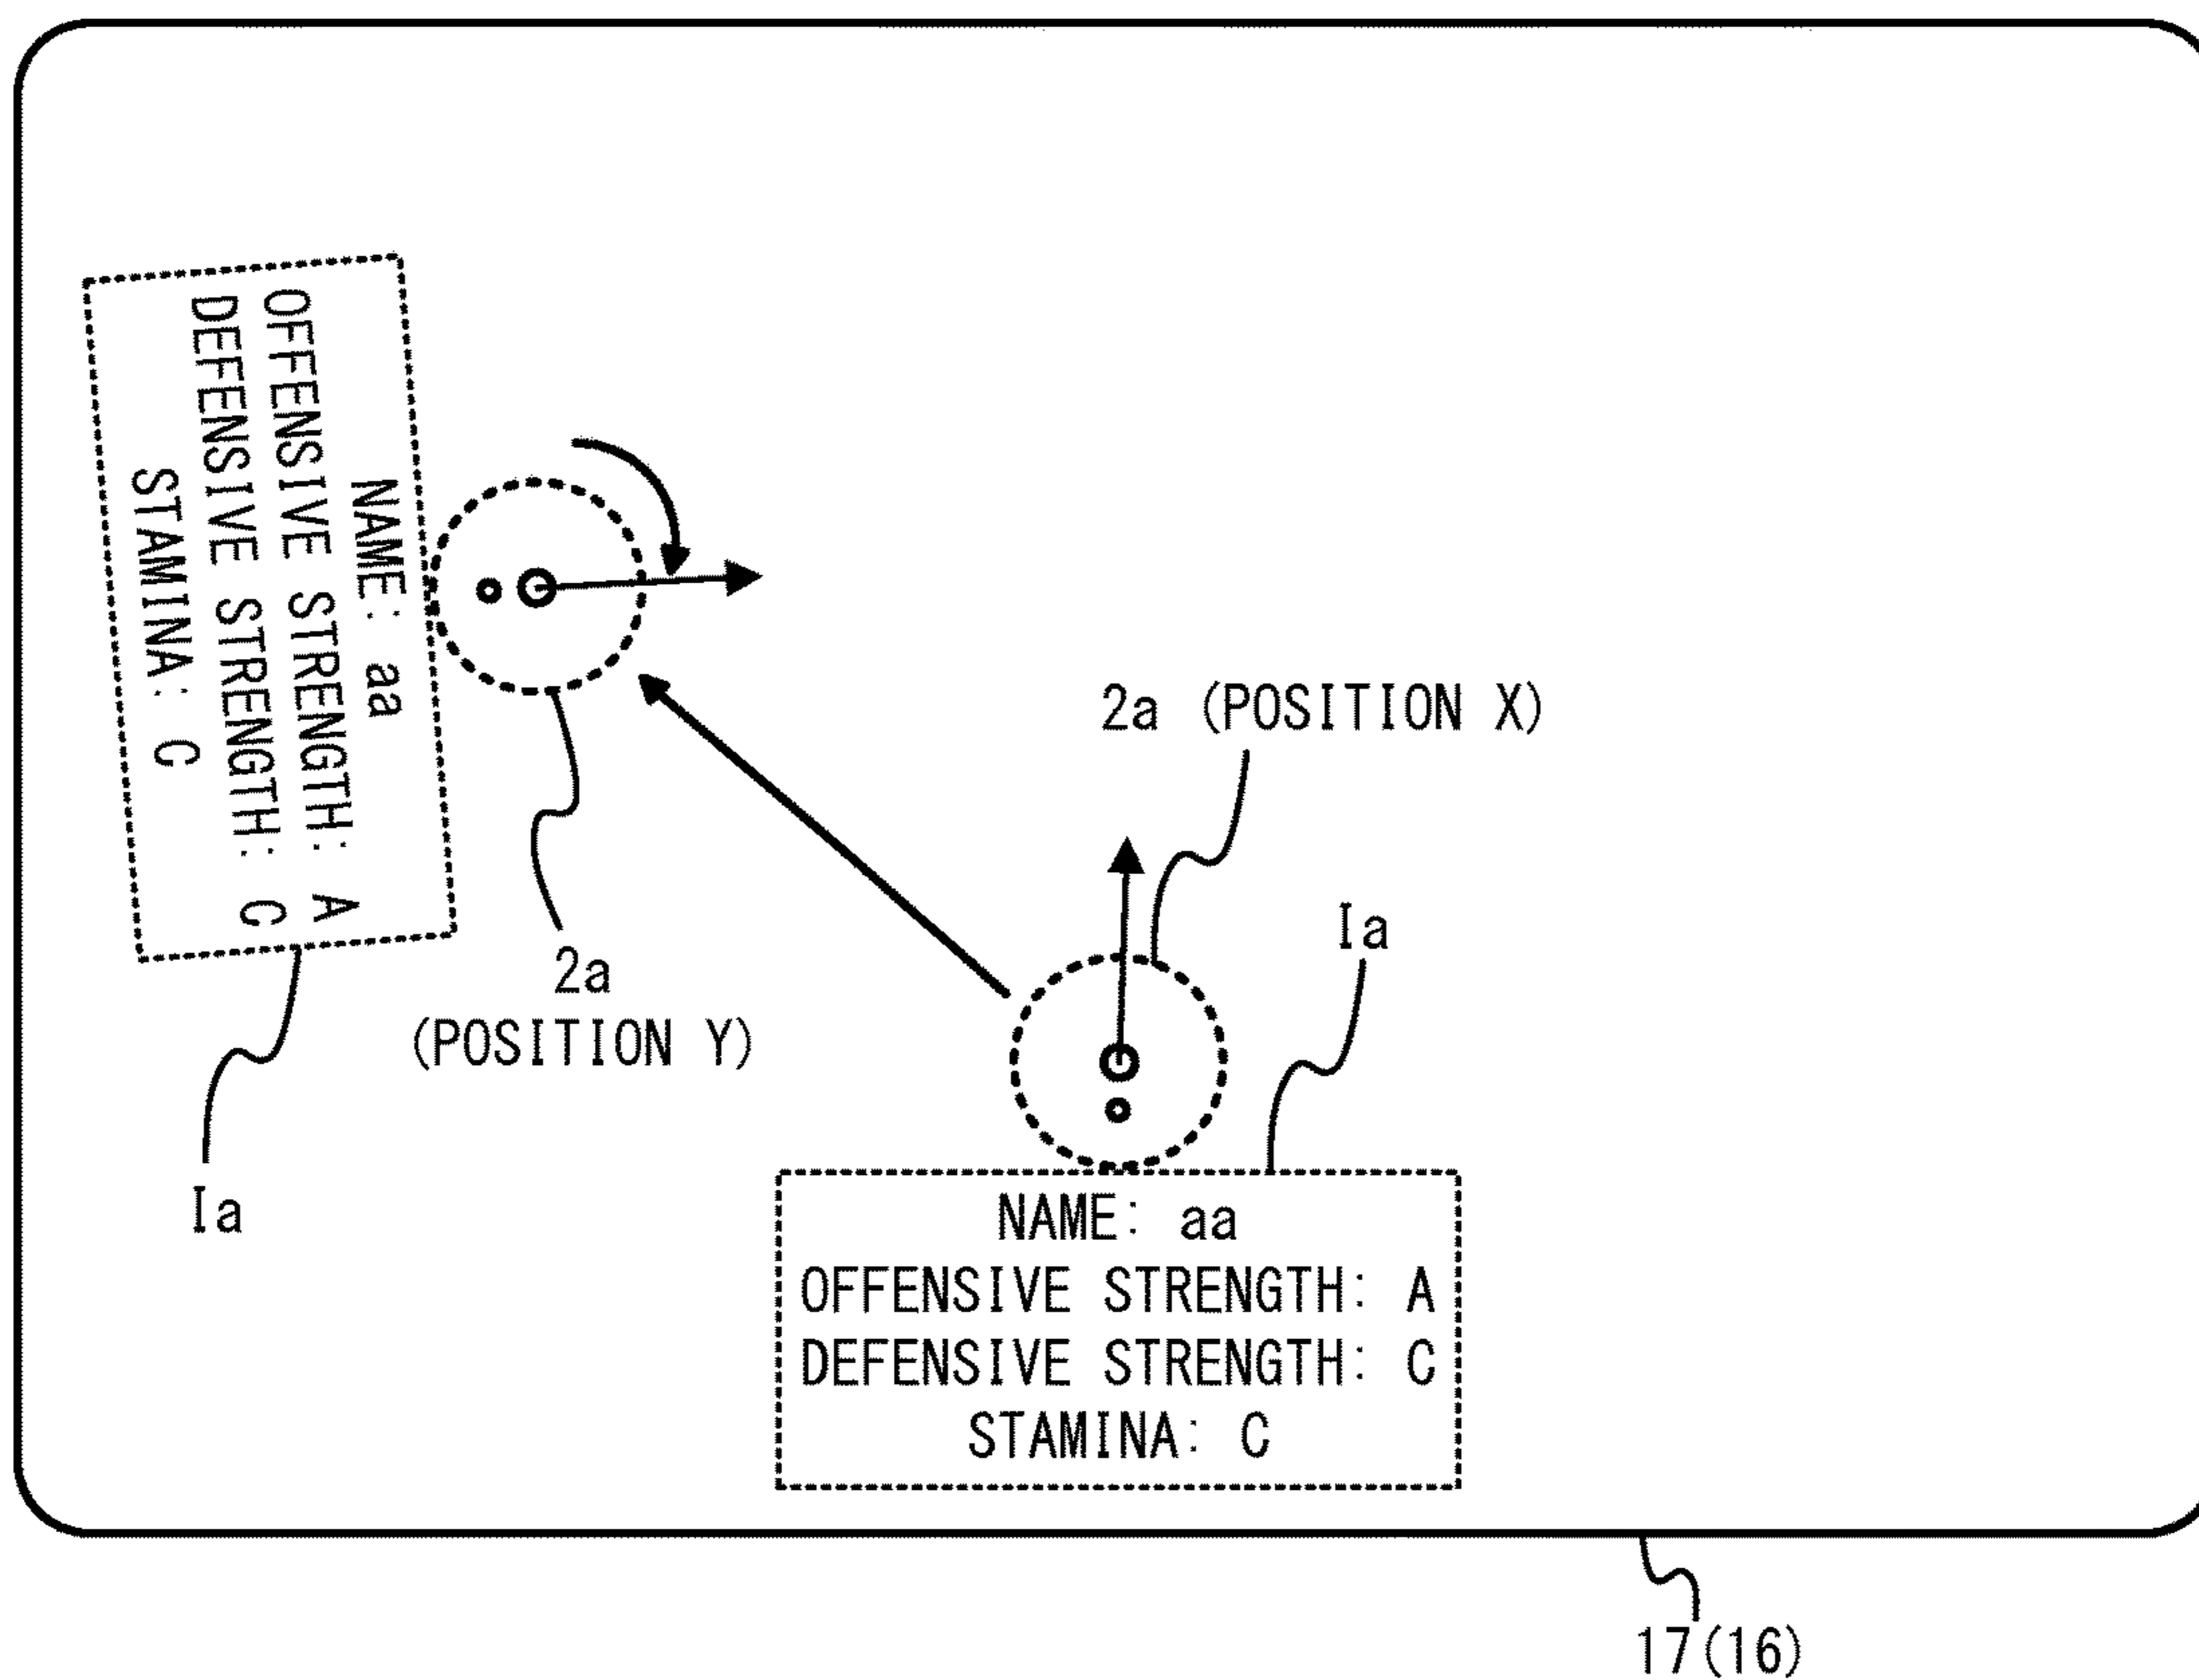 NAME: aa
OFFENSIVE STRENGTH: A
DEFENSIVE STRENGTH: C
STAMINA: C
2a
(POSITION Y)
Ia
2a (POSITION X)
Ia
NAME: aa
OFFENSIVE STRENGTH: A
DEFENSIVE STRENGTH: C
STAMINA: C
17(16)